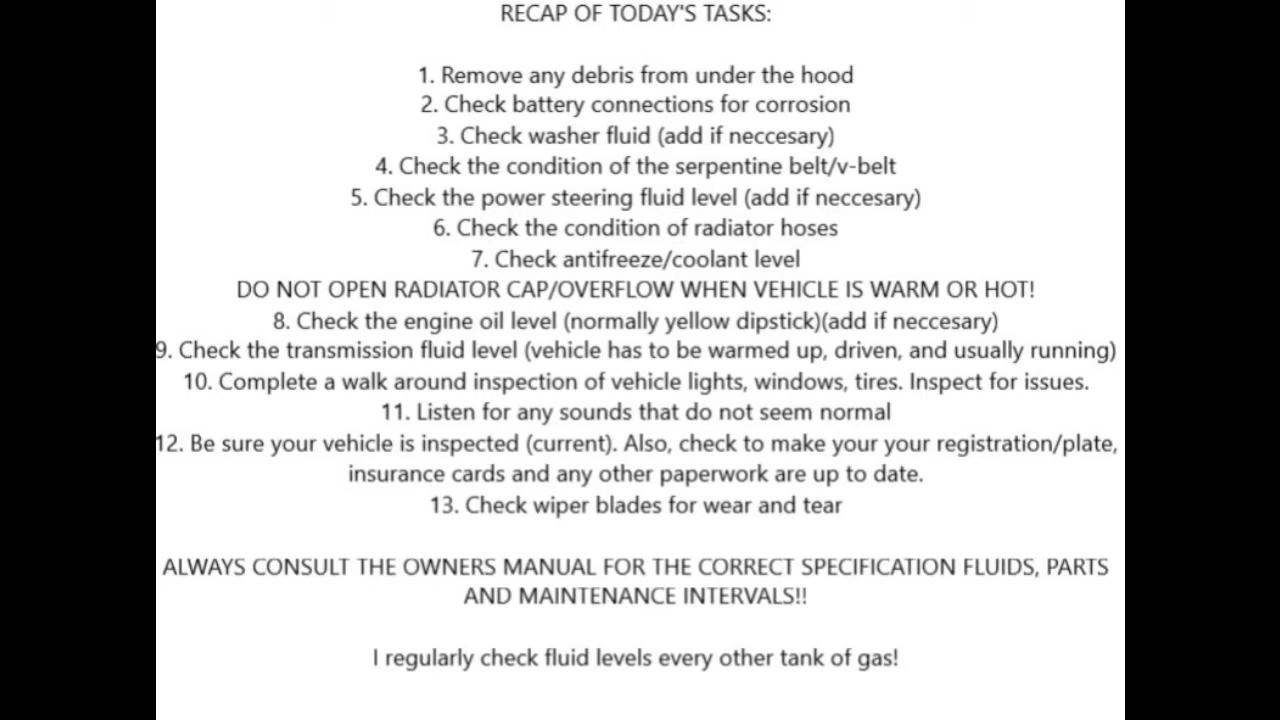 RECAP OF TODAY'S TASKS:
1. Remove any debris from under the hood
2. Check battery connections for corrosion
3. Check washer fluid (add if neccesary)
4. Check the condition of the serpentine belt/v-belt
5. Check the power steering fluid level (add if neccesary)
6. Check the condition of radiator hoses
7. Check antifreeze/coolant level
DO NOT OPEN RADIATOR CAP/OVERFLOW WHEN VEHICLE IS WARM OR HOT!
8. Check the engine oil level (normally yellow dipstick)(add if neccesary)
9. Check the transmission fluid level (vehicle has to be warmed up, driven, and usually running)
10. Complete a walk around inspection of vehicle lights, windows, tires. Inspect for issues.
11. Listen for any sounds that do not seem normal
12. Be sure your vehicle is inspected (current). Also, check to make your your registration/plate,
insurance cards and any other paperwork are up to date.
13. Check wiper blades for wear and tear
ALWAYS CONSULT THE OWNERS MANUAL FOR THE CORRECT SPECIFICATION FLUIDS, PARTS
AND MAINTENANCE INTERVALS!!
I regularly check fluid levels every other tank of gas!